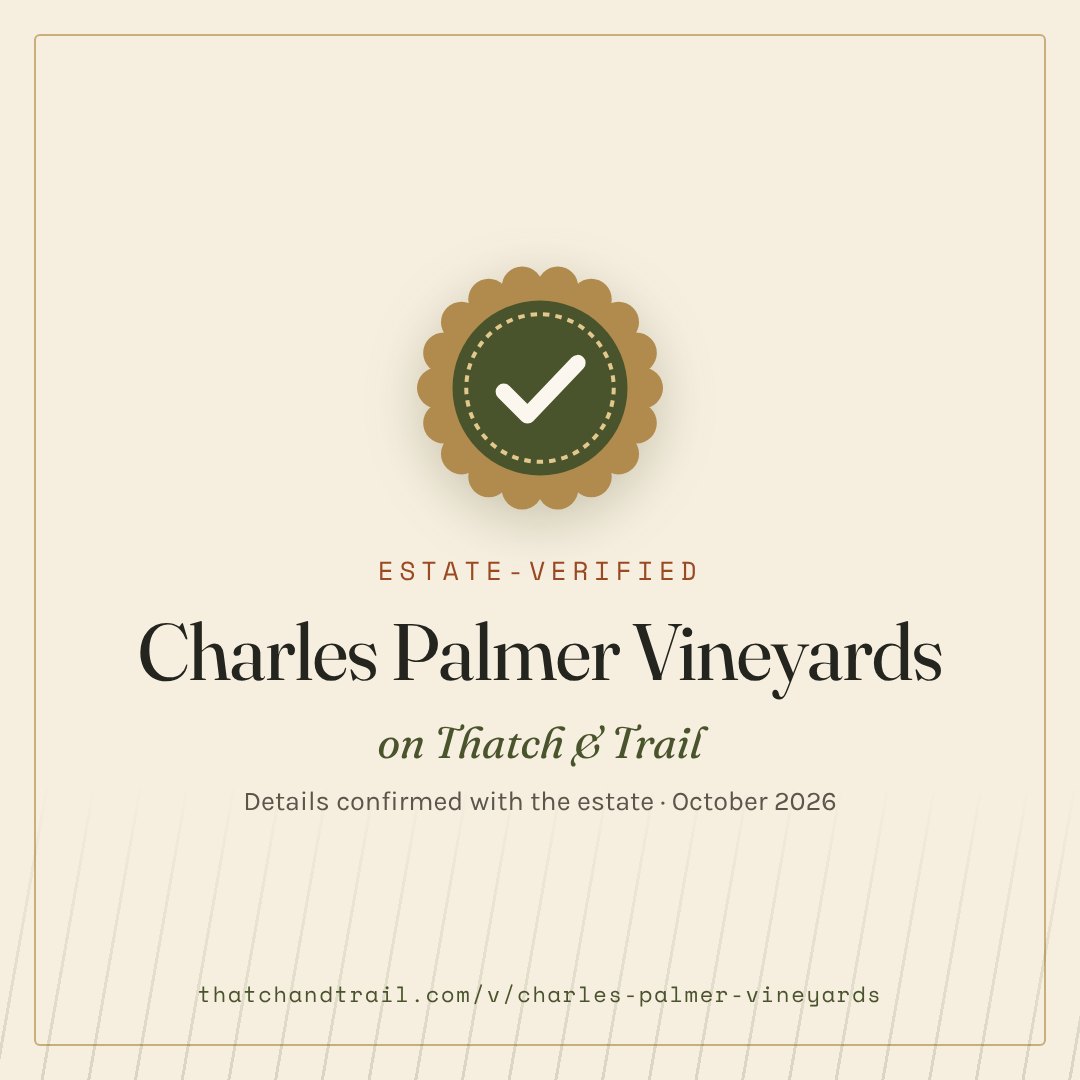 ESTATE-VERIFIED
Charles Palmer Vineyards
on Thatch & Trail
Details confirmed with the estate · October 2026
thatchandtrail.com/v/charles-palmer-vineyards